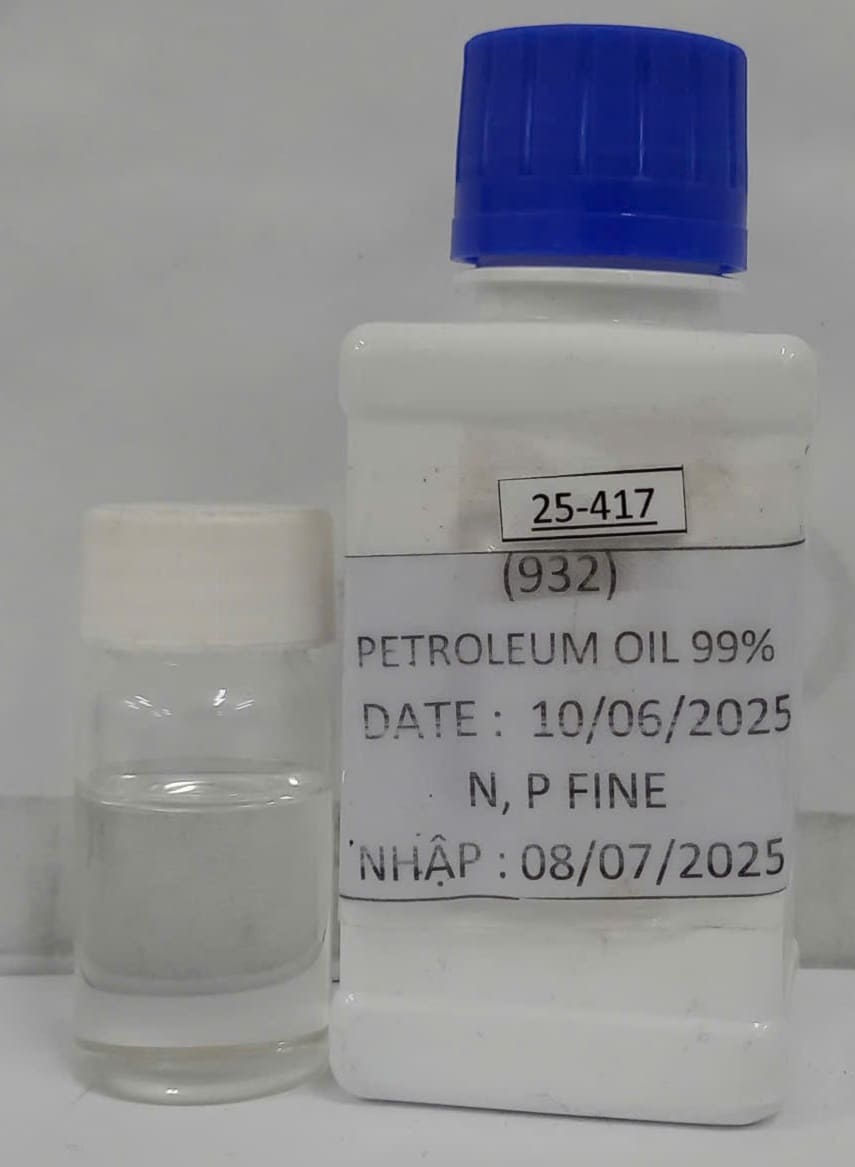 25-417
(932)
PETROLEUM OIL 99%
DATE : 10/06/2025
N, P FINE
NHẬP : 08/07/2025